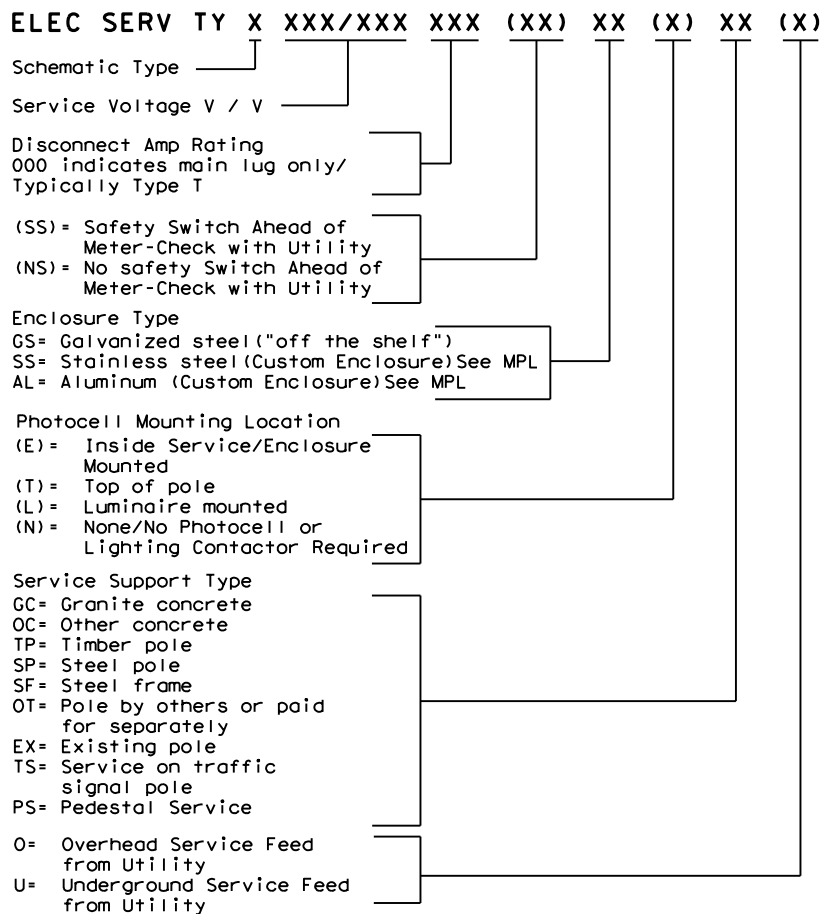 ELEC SERV TY X XXX/XXX XXX (XX) XX (X) XX (X)
Schematic Type
Service Voltage V / V
Disconnect Amp Rating
000 indicates main lug only/
Typically Type T
(SS)= Safety Switch Ahead of
Meter-Check with Utility
(NS)= No safety Switch Ahead of
Meter-Check with Utility
Enclosure Type
GS= Galvanized steel("off the shelf")
SS= Stainless steel(Custom Enclosure)See MPL
AL= Aluminum (Custom Enclosure)See MPL
Photocell Mounting Location
(E)= Inside Service/Enclosure
Mounted
(T)= Top of pole
(L)= Luminaire mounted
(N)= None/No Photocell or
Lighting Contactor Required
Service Support Type
GC= Granite concrete
OC= Other concrete
TP= Timber pole
SP= Steel pole
SF= Steel frame
OT= Pole by others or paid
for separately
EX= Existing pole
TS= Service on traffic
signal pole
PS= Pedestal Service
O= Overhead Service Feed
from Utility
U= Underground Service Feed
from Utility